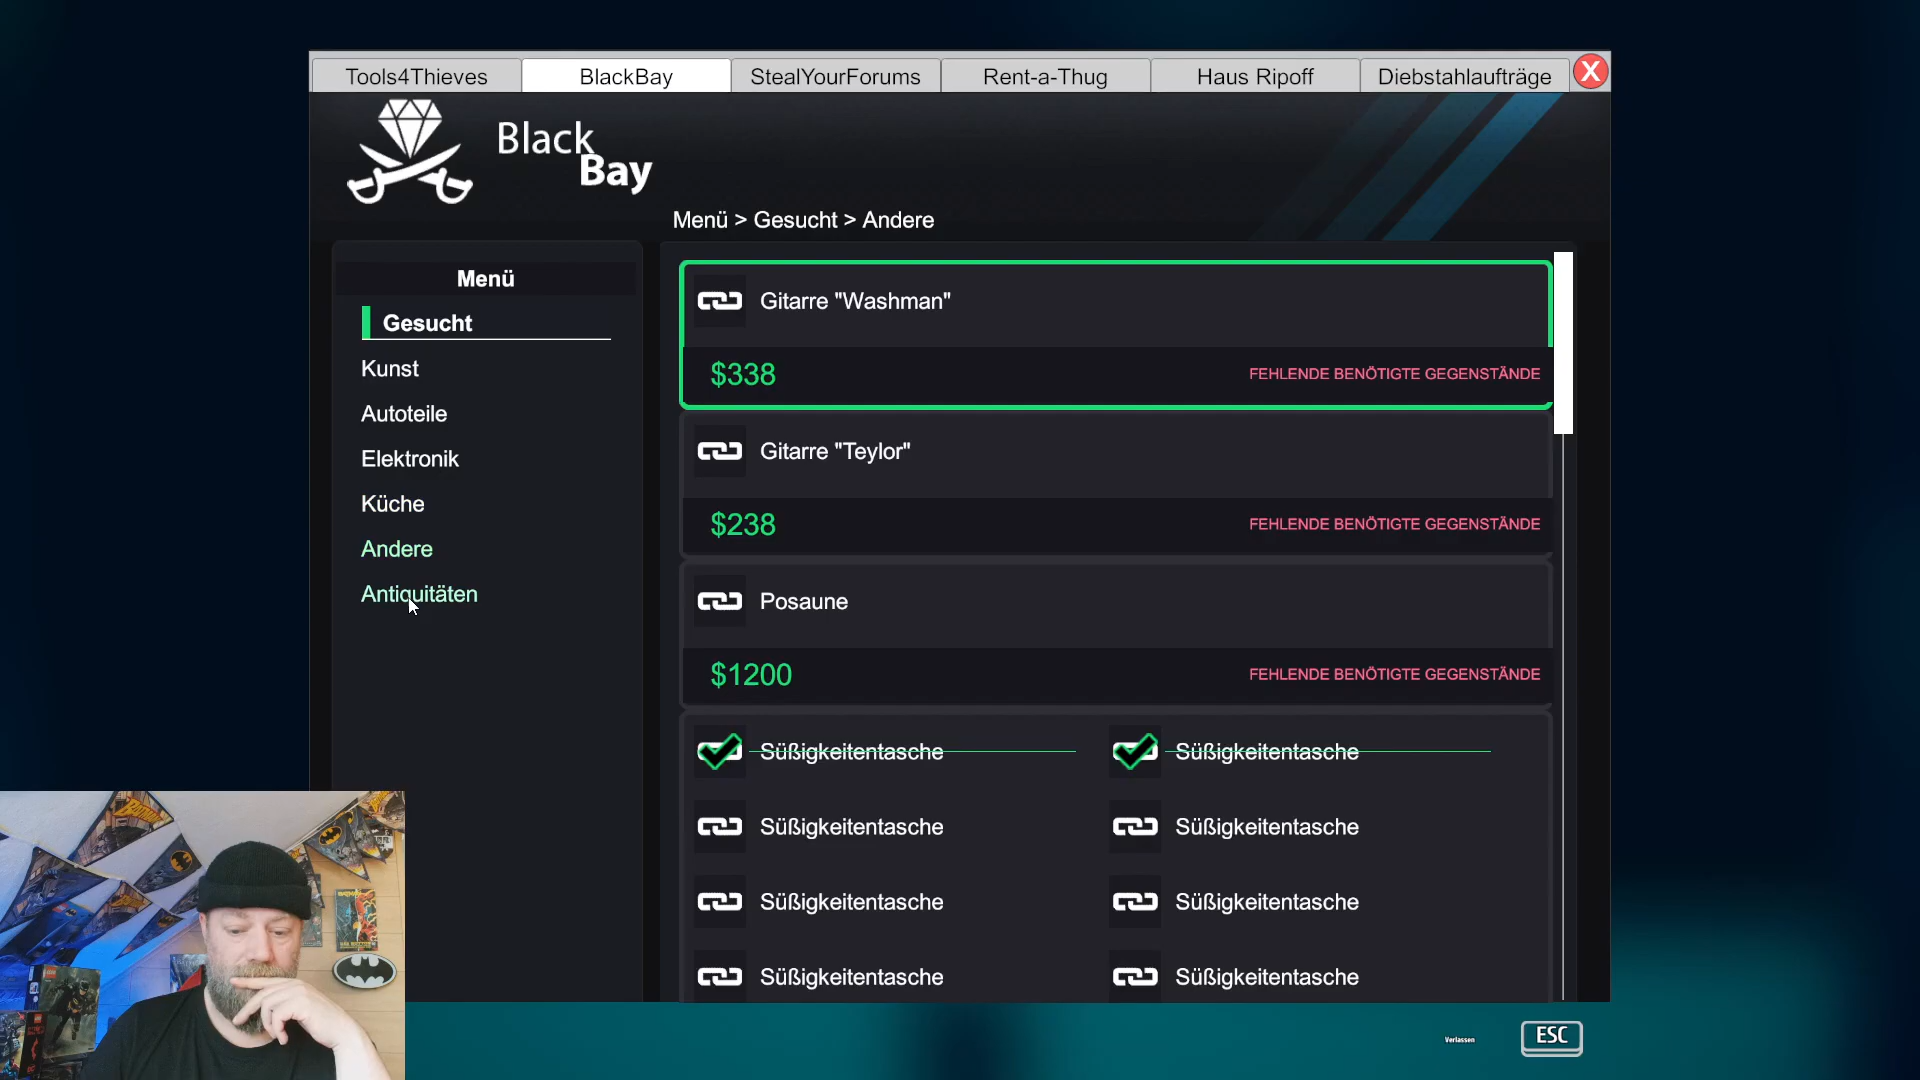 Tools4Thieves
BlackBay
StealYourForums
Rent-a-Thug
Haus Ripoff
Diebstahlaufträge
X
Black
Bay
Menü > Gesucht > Andere
Menü
Gesucht
Kunst
Autoteile
Elektronik
Küche
Andere
Antiquitäten
Gitarre "Washman"
$338
FEHLENDE BENÖTIGTE GEGENSTÄNDE
Gitarre "Teylor"
$238
FEHLENDE BENÖTIGTE GEGENSTÄNDE
Posaune
$1200
FEHLENDE BENÖTIGTE GEGENSTÄNDE
Süßigkeitentasche
Süßigkeitentasche
Süßigkeitentasche
Süßigkeitentasche
Süßigkeitentasche
Süßigkeitentasche
Süßigkeitentasche
Süßigkeitentasche
Verlassen
ESC